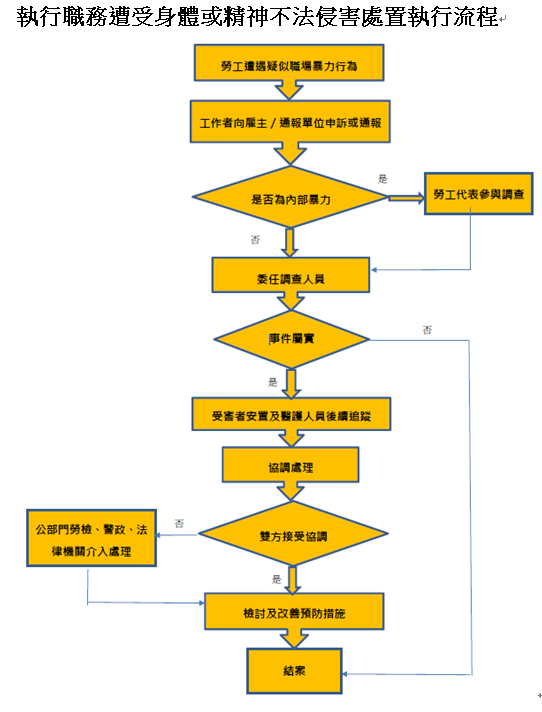 執行職務遭受身體或精神不法侵害處置執行流程
勞工遭遇疑似職場暴力行為
工作者向雇主／通報單位申訴或通報
是
是否為內部暴力
勞工代表參與調查
否
委任調查人員
事件屬實
否
是
受害者安置及醫護人員後續追蹤
協調處理
公部門勞檢、警政、法
律機關介入處理
否
雙方接受協調
是
檢討及改善預防措施
結案